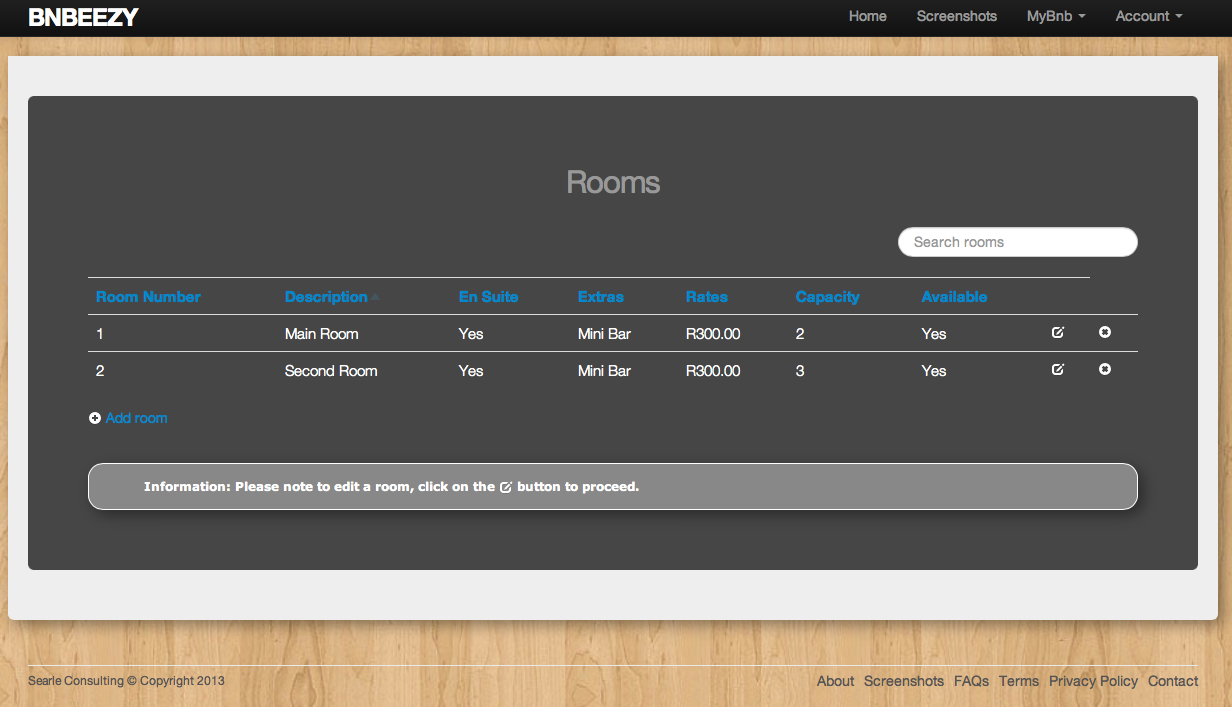 BNBEEZY Home Screenshots MyBnb Account
Rooms
Search rooms
Room Number Description En Suite Extras Rates Capacity Available
1 Main Room Yes Mini Bar R300.00 2 Yes
2 Second Room Yes Mini Bar R300.00 3 Yes
Add room
Information: Please note to edit a room, click on the button to proceed.
Searle Consulting © Copyright 2013 About Screenshots FAQs Terms Privacy Policy Contact